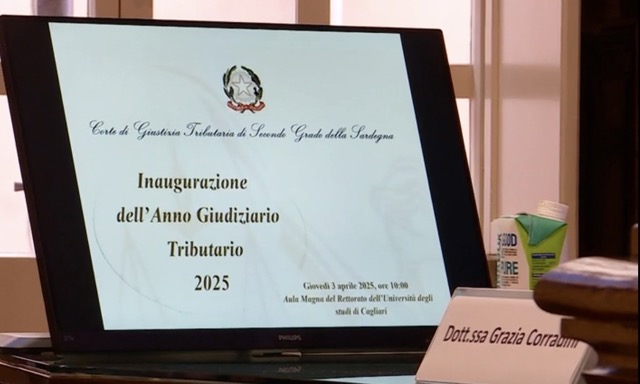 Corte di Giustizia Tributaria di Secondo Grado della Sardegna
Inaugurazione
dell'Anno Giudiziario
Tributario
2025
Giovedì 3 aprile 2025, ore 10:00
Aula Magna del Rettorato dell'Università degli
studi di Cagliari
PHILIPS
Dott.ssa Grazia Corradini